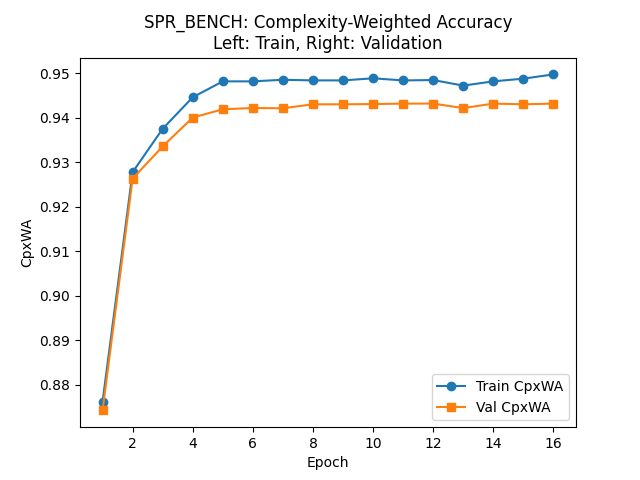 SPR_BENCH: Complexity-Weighted Accuracy
Left: Train, Right: Validation
CpxWA
0.95
0.94
0.93
0.92
0.91
0.90
0.89
0.88
2 4 6 8 10 12 14 16
Epoch
Train CpxWA
Val CpxWA